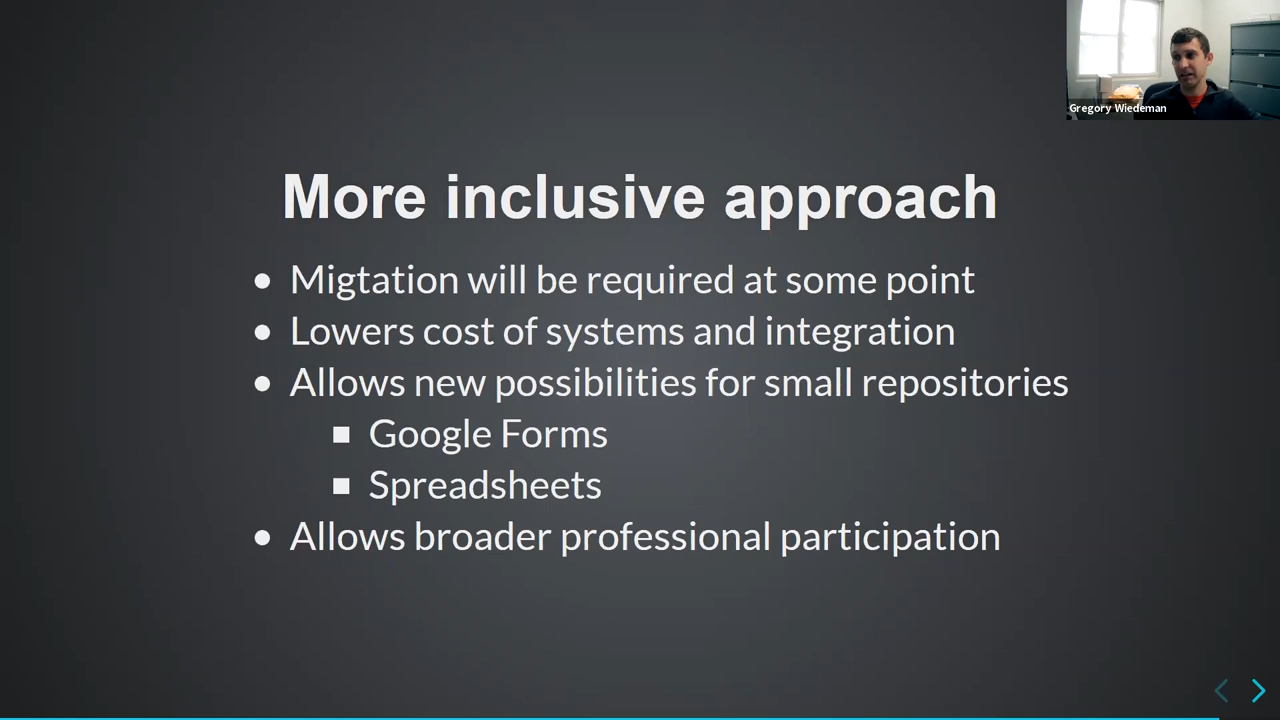 Gregory Wiedeman
More inclusive approach
• Migtation will be required at some point
• Lowers cost of systems and integration
• Allows new possibilities for small repositories
▪ Google Forms
▪ Spreadsheets
• Allows broader professional participation